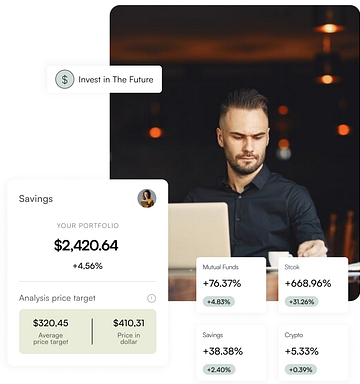 $ Invest in The Future
Savings
YOUR PORTFOLIO
$2,420.64
+4,56%
Analysis price target
$320,45
Average
price target
$410,31
Price in
dollar
Mutual Funds
+76.37%
+4.83%
Stcok
+668.96%
+31.26%
Savings
+38.38%
+2.40%
Crypto
+5.33%
+0.39%